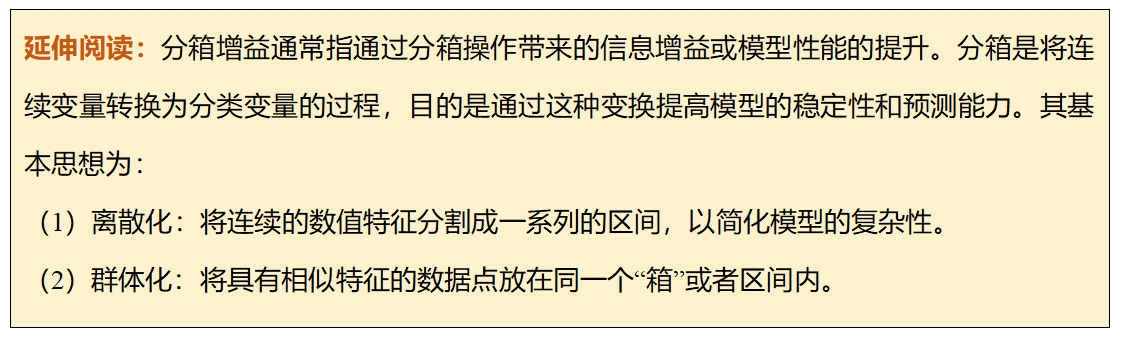 延伸阅读：分箱增益通常指通过分箱操作带来的信息增益或模型性能的提升。分箱是将连
续变量转换为分类变量的过程，目的是通过这种变换提高模型的稳定性和预测能力。其基
本思想为：
（1）离散化：将连续的数值特征分割成一系列的区间，以简化模型的复杂性。
（2）群体化：将具有相似特征的数据点放在同一个“箱”或者区间内。